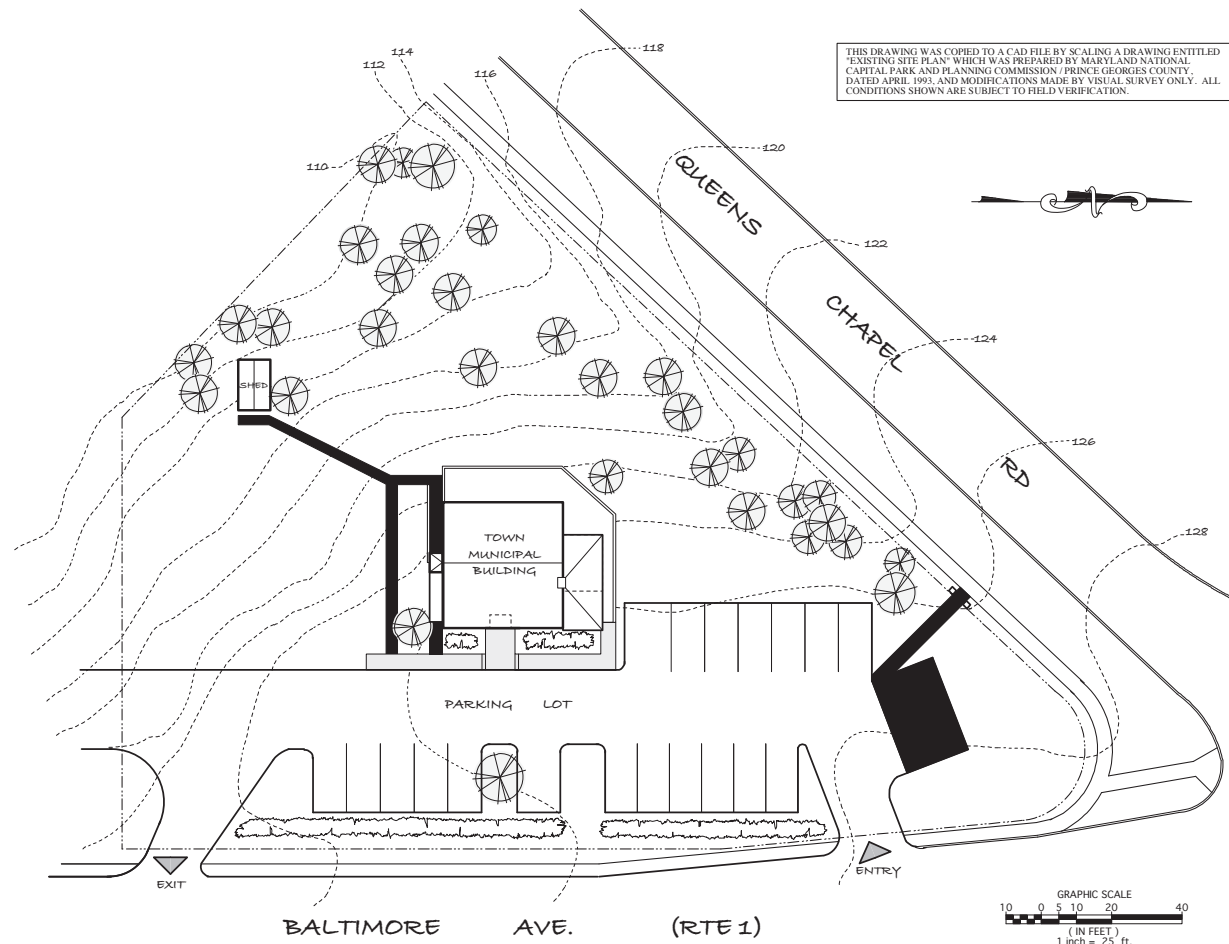 THIS DRAWING WAS COPIED TO A CAD FILE BY SCALING A DRAWING ENTITLED
"EXISTING SITE PLAN" WHICH WAS PREPARED BY MARYLAND NATIONAL
CAPITAL PARK AND PLANNING COMMISSION / PRINCE GEORGES COUNTY,
DATED APRIL 1993, AND MODIFICATIONS MADE BY VISUAL SURVEY ONLY. ALL
CONDITIONS SHOWN ARE SUBJECT TO FIELD VERIFICATION.
118
114
112
116
120
110
QUEENS
122
CHAPEL
124
SHED
126
RD
128
TOWN
MUNICIPAL
BUILDING
PARKING LOT
EXIT
ENTRY
BALTIMORE AVE. (RTE 1)
GRAPHIC SCALE
10 0 5 10 20 40
( IN FEET )
1 inch = 25 ft.